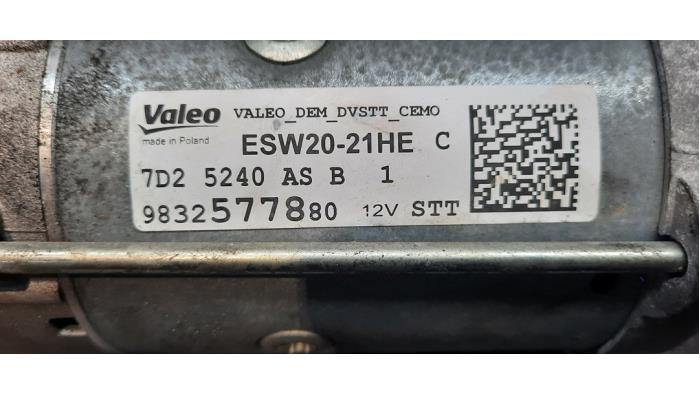 Valeo VALEO_DEM_DVSTT_CEMO
made in Poland ESW20-21HE C
7D2 5240 AS B 1
9832577880 12V STT